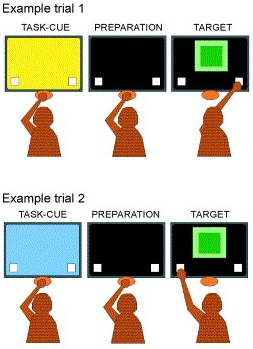 Example trial 1
TASK-CUE PREPARATION TARGET
Example trial 2
TASK-CUE PREPARATION TARGET